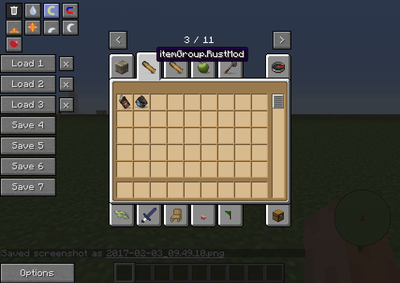 3 / 11
itemGroup.RustMod
Load 1
x
Load 2
x
Load 3
x
Save 4
Save 5
Save 6
Save 7
Saved screenshot as 2017-02-03_09.49.10.png
Options